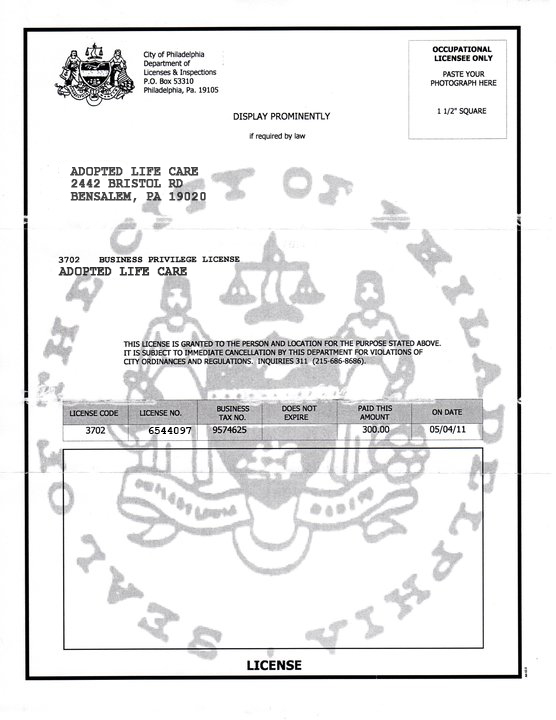 City of Philadelphia
Department of
Licenses & Inspections
P.O. Box 53310
Philadelphia, Pa. 19105
OCCUPATIONAL
LICENSEE ONLY
PASTE YOUR
PHOTOGRAPH HERE
1 1/2" SQUARE
DISPLAY PROMINENTLY
if required by law
ADOPTED LIFE CARE
2442 BRISTOL RD
BENSALEM, PA 19020
SEAL OF THE CITY OF PHILADELPHIA
3702 BUSINESS PRIVILEGE LICENSE
ADOPTED LIFE CARE
THIS LICENSE IS GRANTED TO THE PERSON AND LOCATION FOR THE PURPOSE STATED ABOVE.
IT IS SUBJECT TO IMMEDIATE CANCELLATION BY THIS DEPARTMENT FOR VIOLATIONS OF
CITY ORDINANCES AND REGULATIONS. INQUIRIES 311 (215-686-8686).
LICENSE CODE LICENSE NO. BUSINESS TAX NO. DOES NOT EXPIRE PAID THIS AMOUNT ON DATE
3702 6544097 9574625 300.00 05/04/11
LICENSE